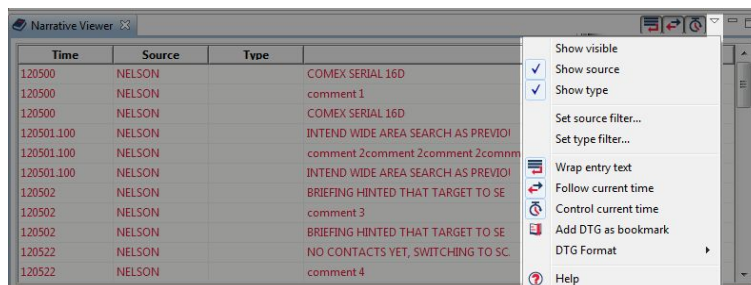 Narrative Viewer
Time Source Type
120500 NELSON COMEX SERIAL 16D
120500 NELSON comment 1
120500 NELSON COMEX SERIAL 16D
120501.100 NELSON INTEND WIDE AREA SEARCH AS PREVIOU
120501.100 NELSON comment 2comment 2comment 2comnm
120501.100 NELSON INTEND WIDE AREA SEARCH AS PREVIOU
120502 NELSON BRIEFING HINTED THAT TARGET TO SE
120502 NELSON comment 3
120502 NELSON BRIEFING HINTED THAT TARGET TO SE
120522 NELSON NO CONTACTS YET, SWITCHING TO SC
120522 NELSON comment 4
Show visible
Show source
Show type
Set source filter...
Set type filter...
Wrap entry text
Follow current time
Control current time
Add DTG as bookmark
DTG Format
Help